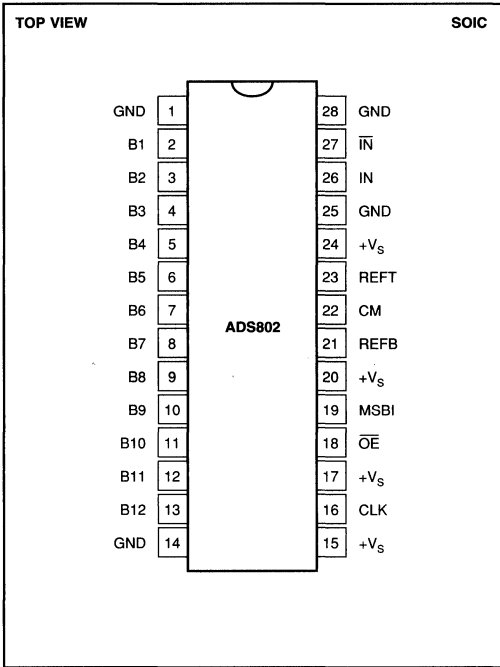 TOP VIEW SOIC
GND 1 28 GND
B1 2 27 I̅N̅
B2 3 26 IN
B3 4 25 GND
B4 5 24 +VS
B5 6 23 REFT
B6 7 22 CM
B7 8 21 REFB
ADS802
B8 9 20 +VS
B9 10 19 MSBI
B10 11 18 O̅E̅
B11 12 17 +VS
B12 13 16 CLK
GND 14 15 +VS